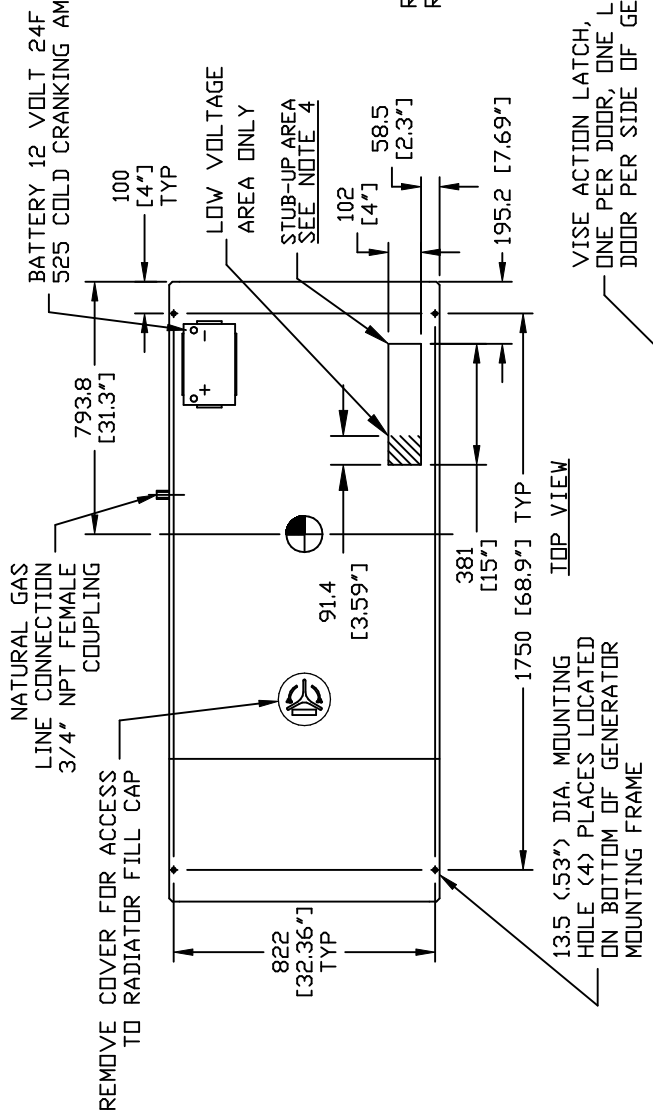 BATTERY 12 VOLT 24F
525 COLD CRANKING AM
100
[4"]
TYP
793.8
[31.3"]
LOW VOLTAGE
AREA ONLY
STUB-UP AREA
SEE NOTE 4
102
[4"]
58.5
[2.3"]
195.2 [7.69"]
NATURAL GAS
LINE CONNECTION
3/4" NPT FEMALE
COUPLING
- +
91.4
[3.59"]
381
[15"]
1750 [68.9"] TYP
TOP VIEW
REMOVE COVER FOR ACCESS
TO RADIATOR FILL CAP
822
[32.36"]
TYP
13.5 (.53") DIA. MOUNTING
HOLE (4) PLACES LOCATED
ON BOTTOM OF GENERATOR
MOUNTING FRAME
VISE ACTION LATCH,
ONE PER DOOR, ONE L
DOOR PER SIDE OF GE